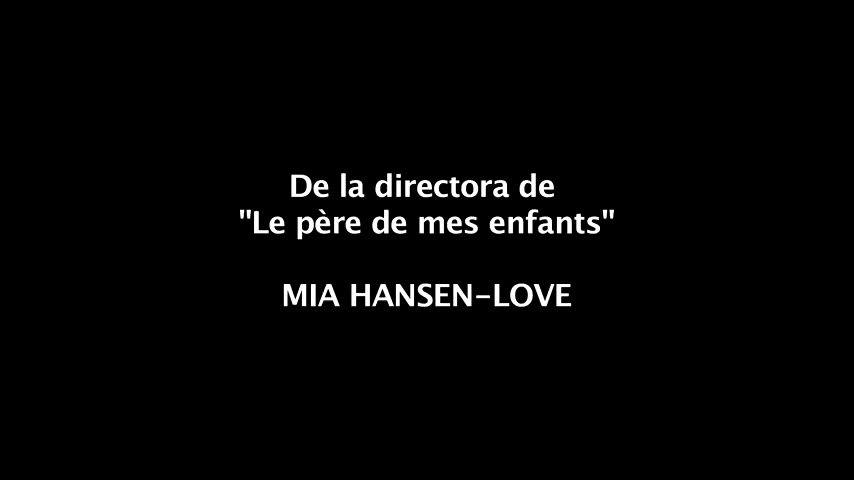 De la directora de
"Le père de mes enfants"
MIA HANSEN-LOVE